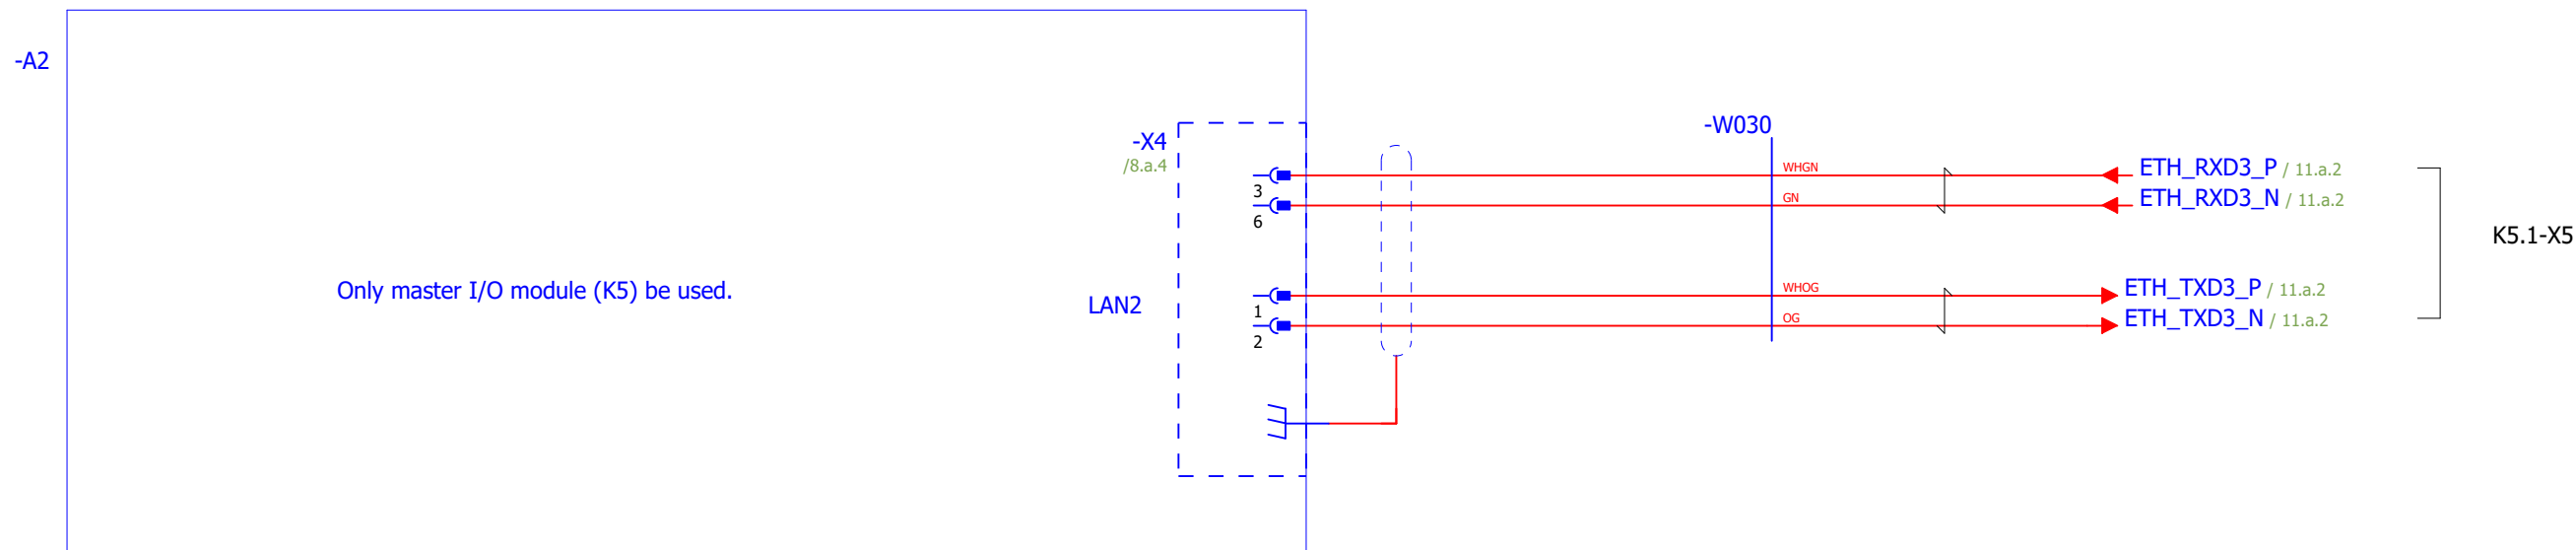 -A2
-W030
-X4
/8.a.4
WHGN
ETH_RXD3_P / 11.a.2
3
GN
ETH_RXD3_N / 11.a.2
6
K5.1-X5
Only master I/O module (K5) be used.
LAN2
WHOG
ETH_TXD3_P / 11.a.2
1
OG
ETH_TXD3_N / 11.a.2
2